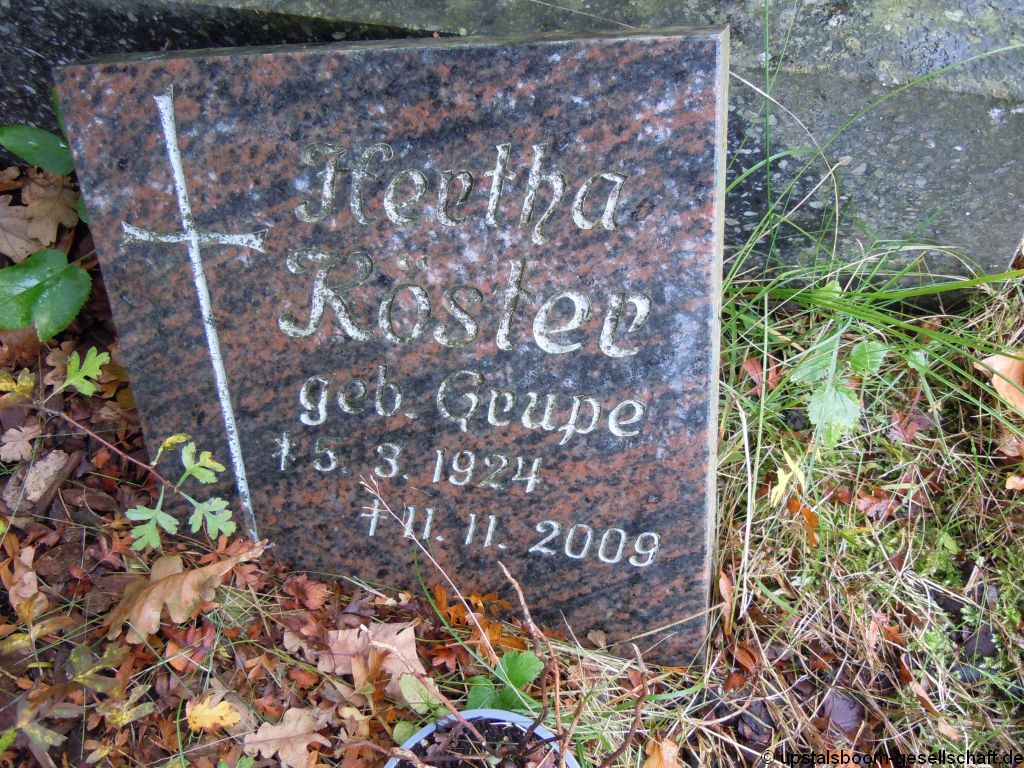 Hertha
Köster
geb. Grupe
* 5. 3. 1924
† 11. 11. 2009
© upstalsboom-gesellschaft.de